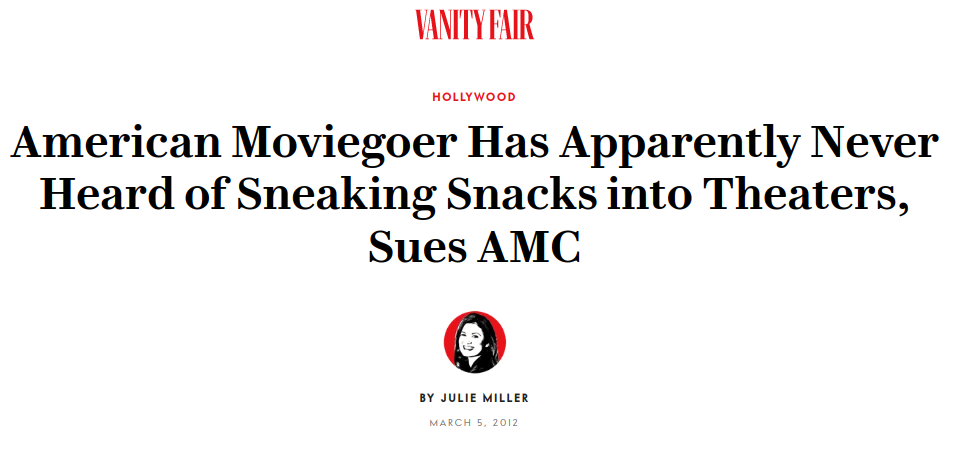 VANITY FAIR
HOLLYWOOD
American Moviegoer Has Apparently Never
Heard of Sneaking Snacks into Theaters,
Sues AMC
BY JULIE MILLER
MARCH 5, 2012